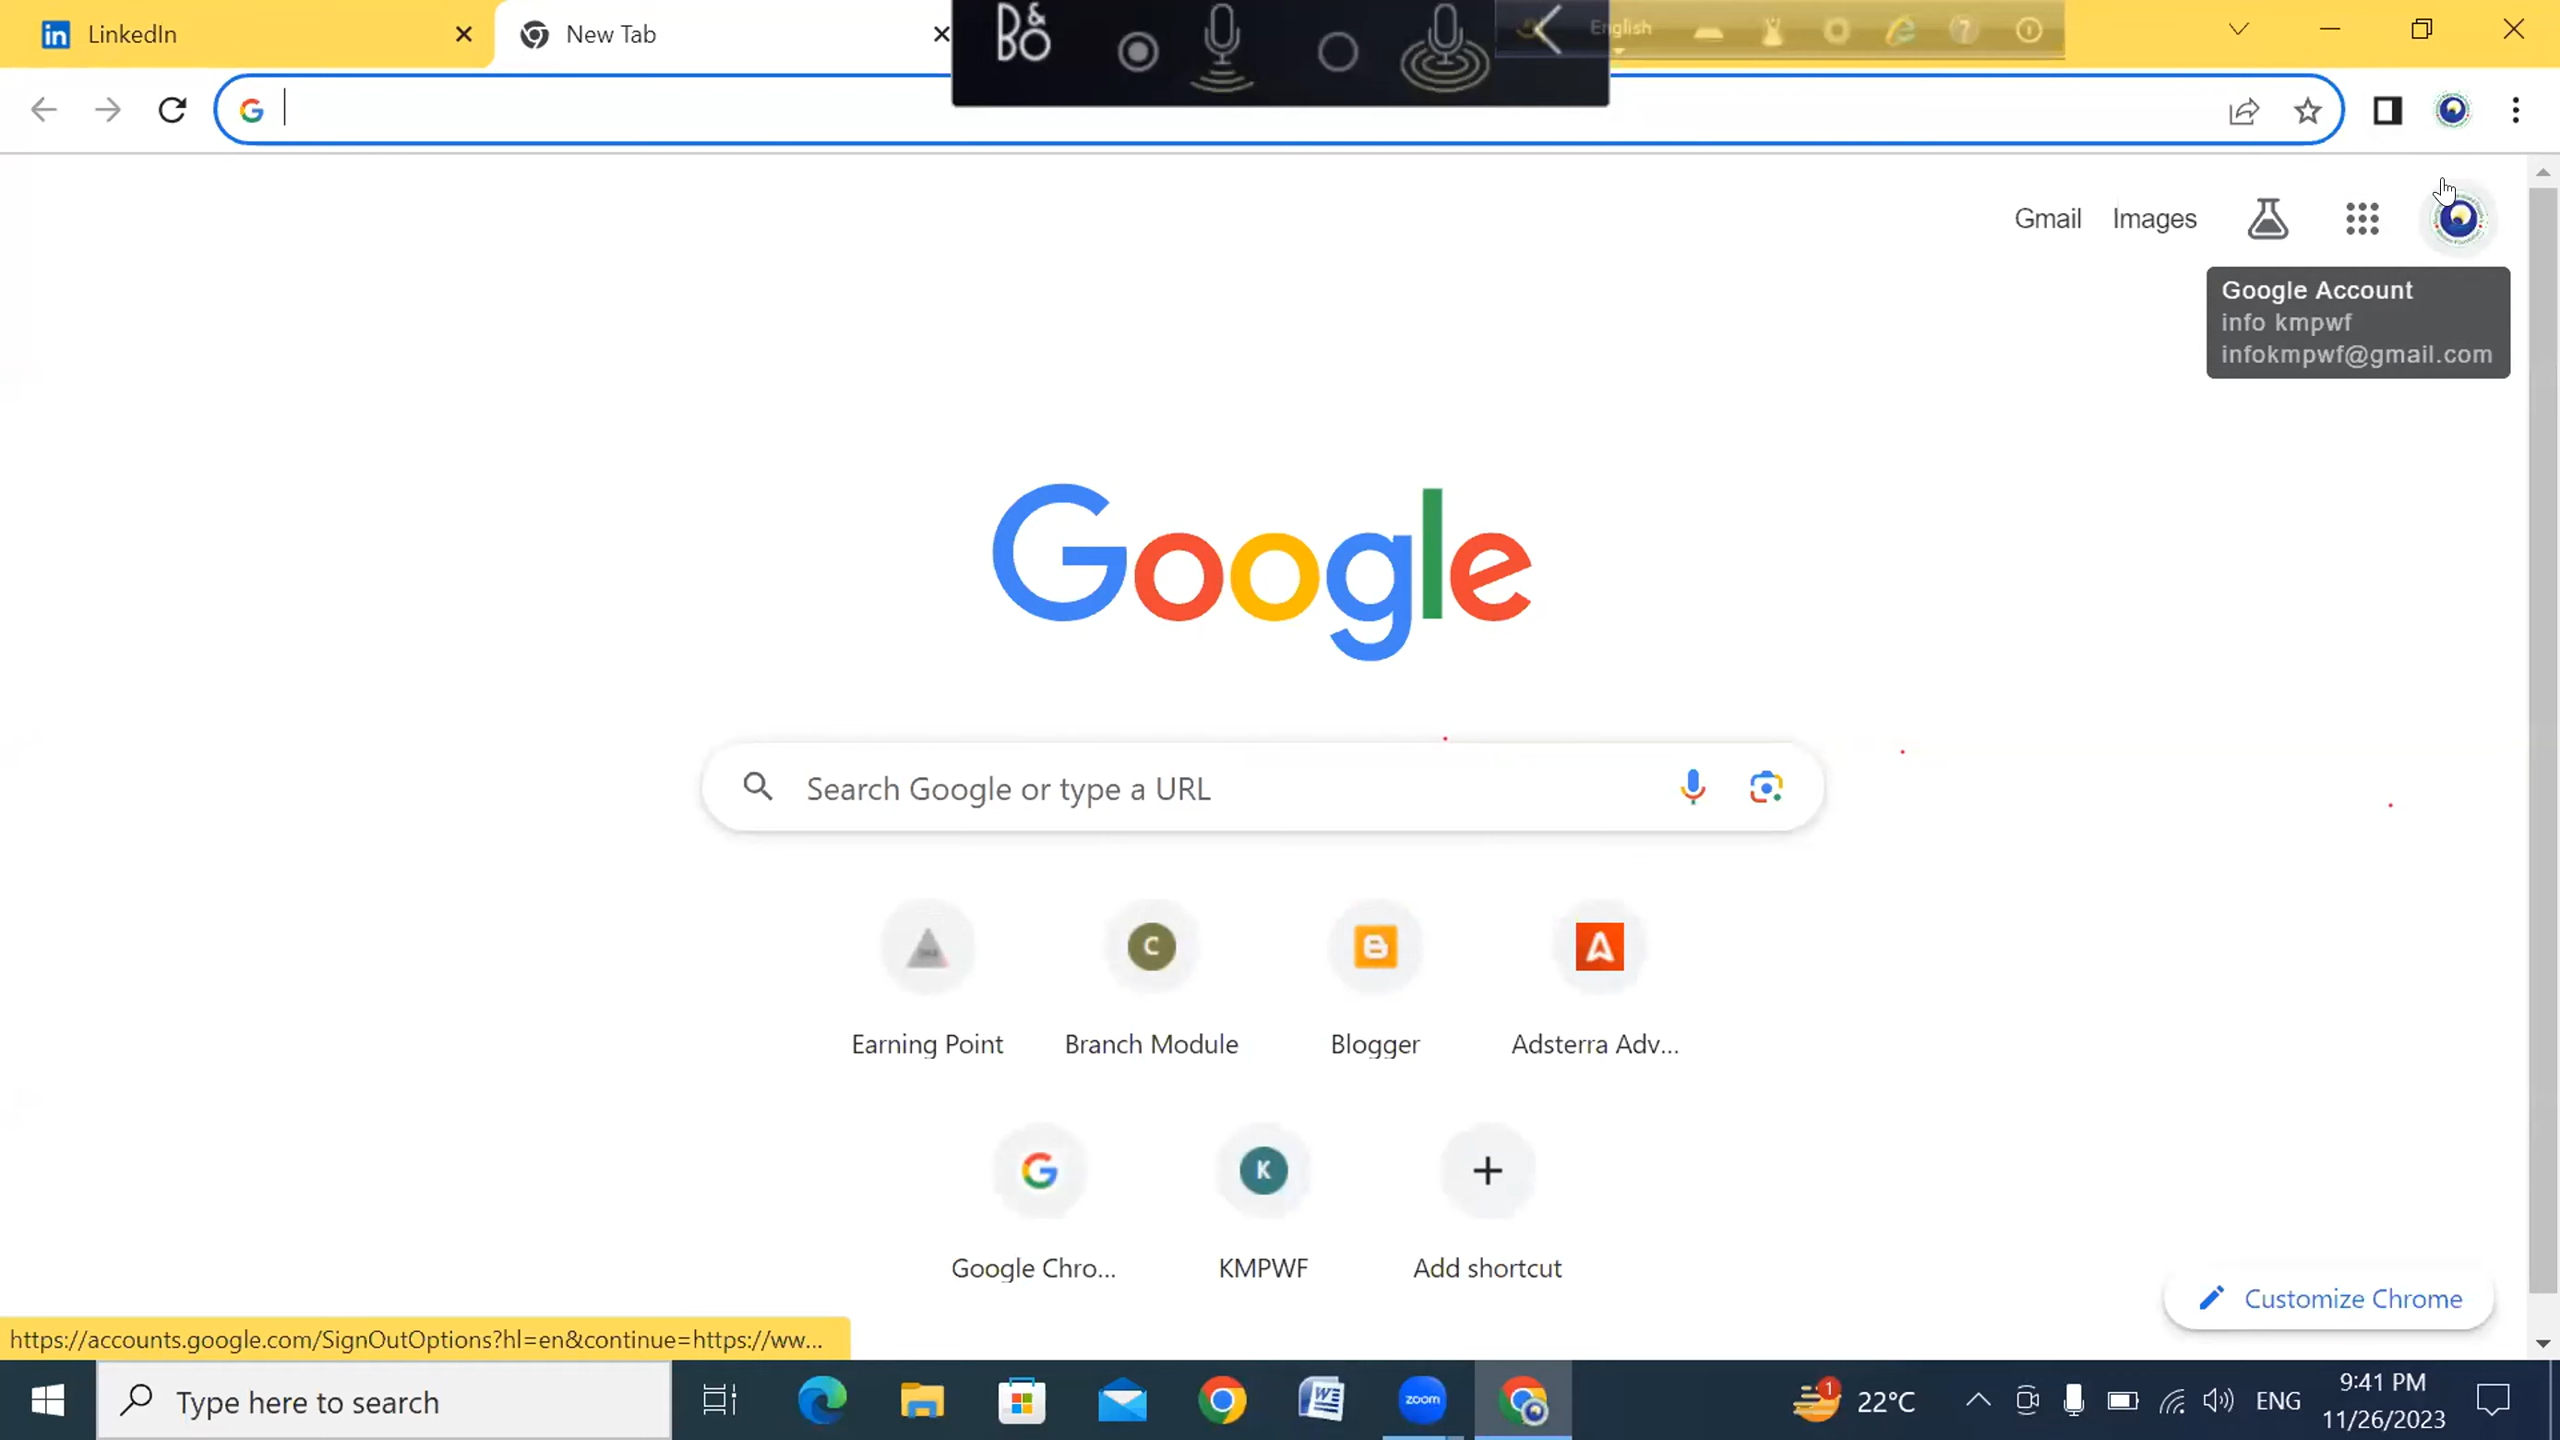 LinkedIn
New Tab
B&O
English
Gmail
Images
Google Account
info kmpwf
infokmpwf@gmail.com
Google
Search Google or type a URL
C
A
Earning Point
Branch Module
Blogger
Adsterra Adv...
K
Google Chro...
KMPWF
Add shortcut
Customize Chrome
https://accounts.google.com/SignOutOptions?hl=en&continue=https://ww...
Type here to search
zoom
1
22°C
ENG
9:41 PM
11/26/2023